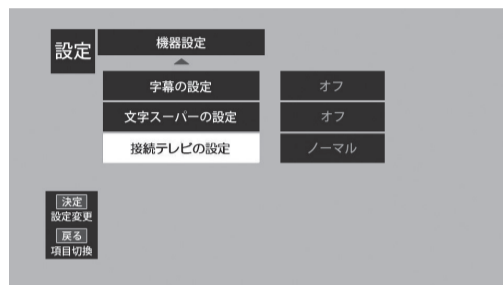 設定
機器設定
字幕の設定 オフ
文字スーパーの設定 オフ
接続テレビの設定 ノーマル
決定
設定変更
戻る
項目切換